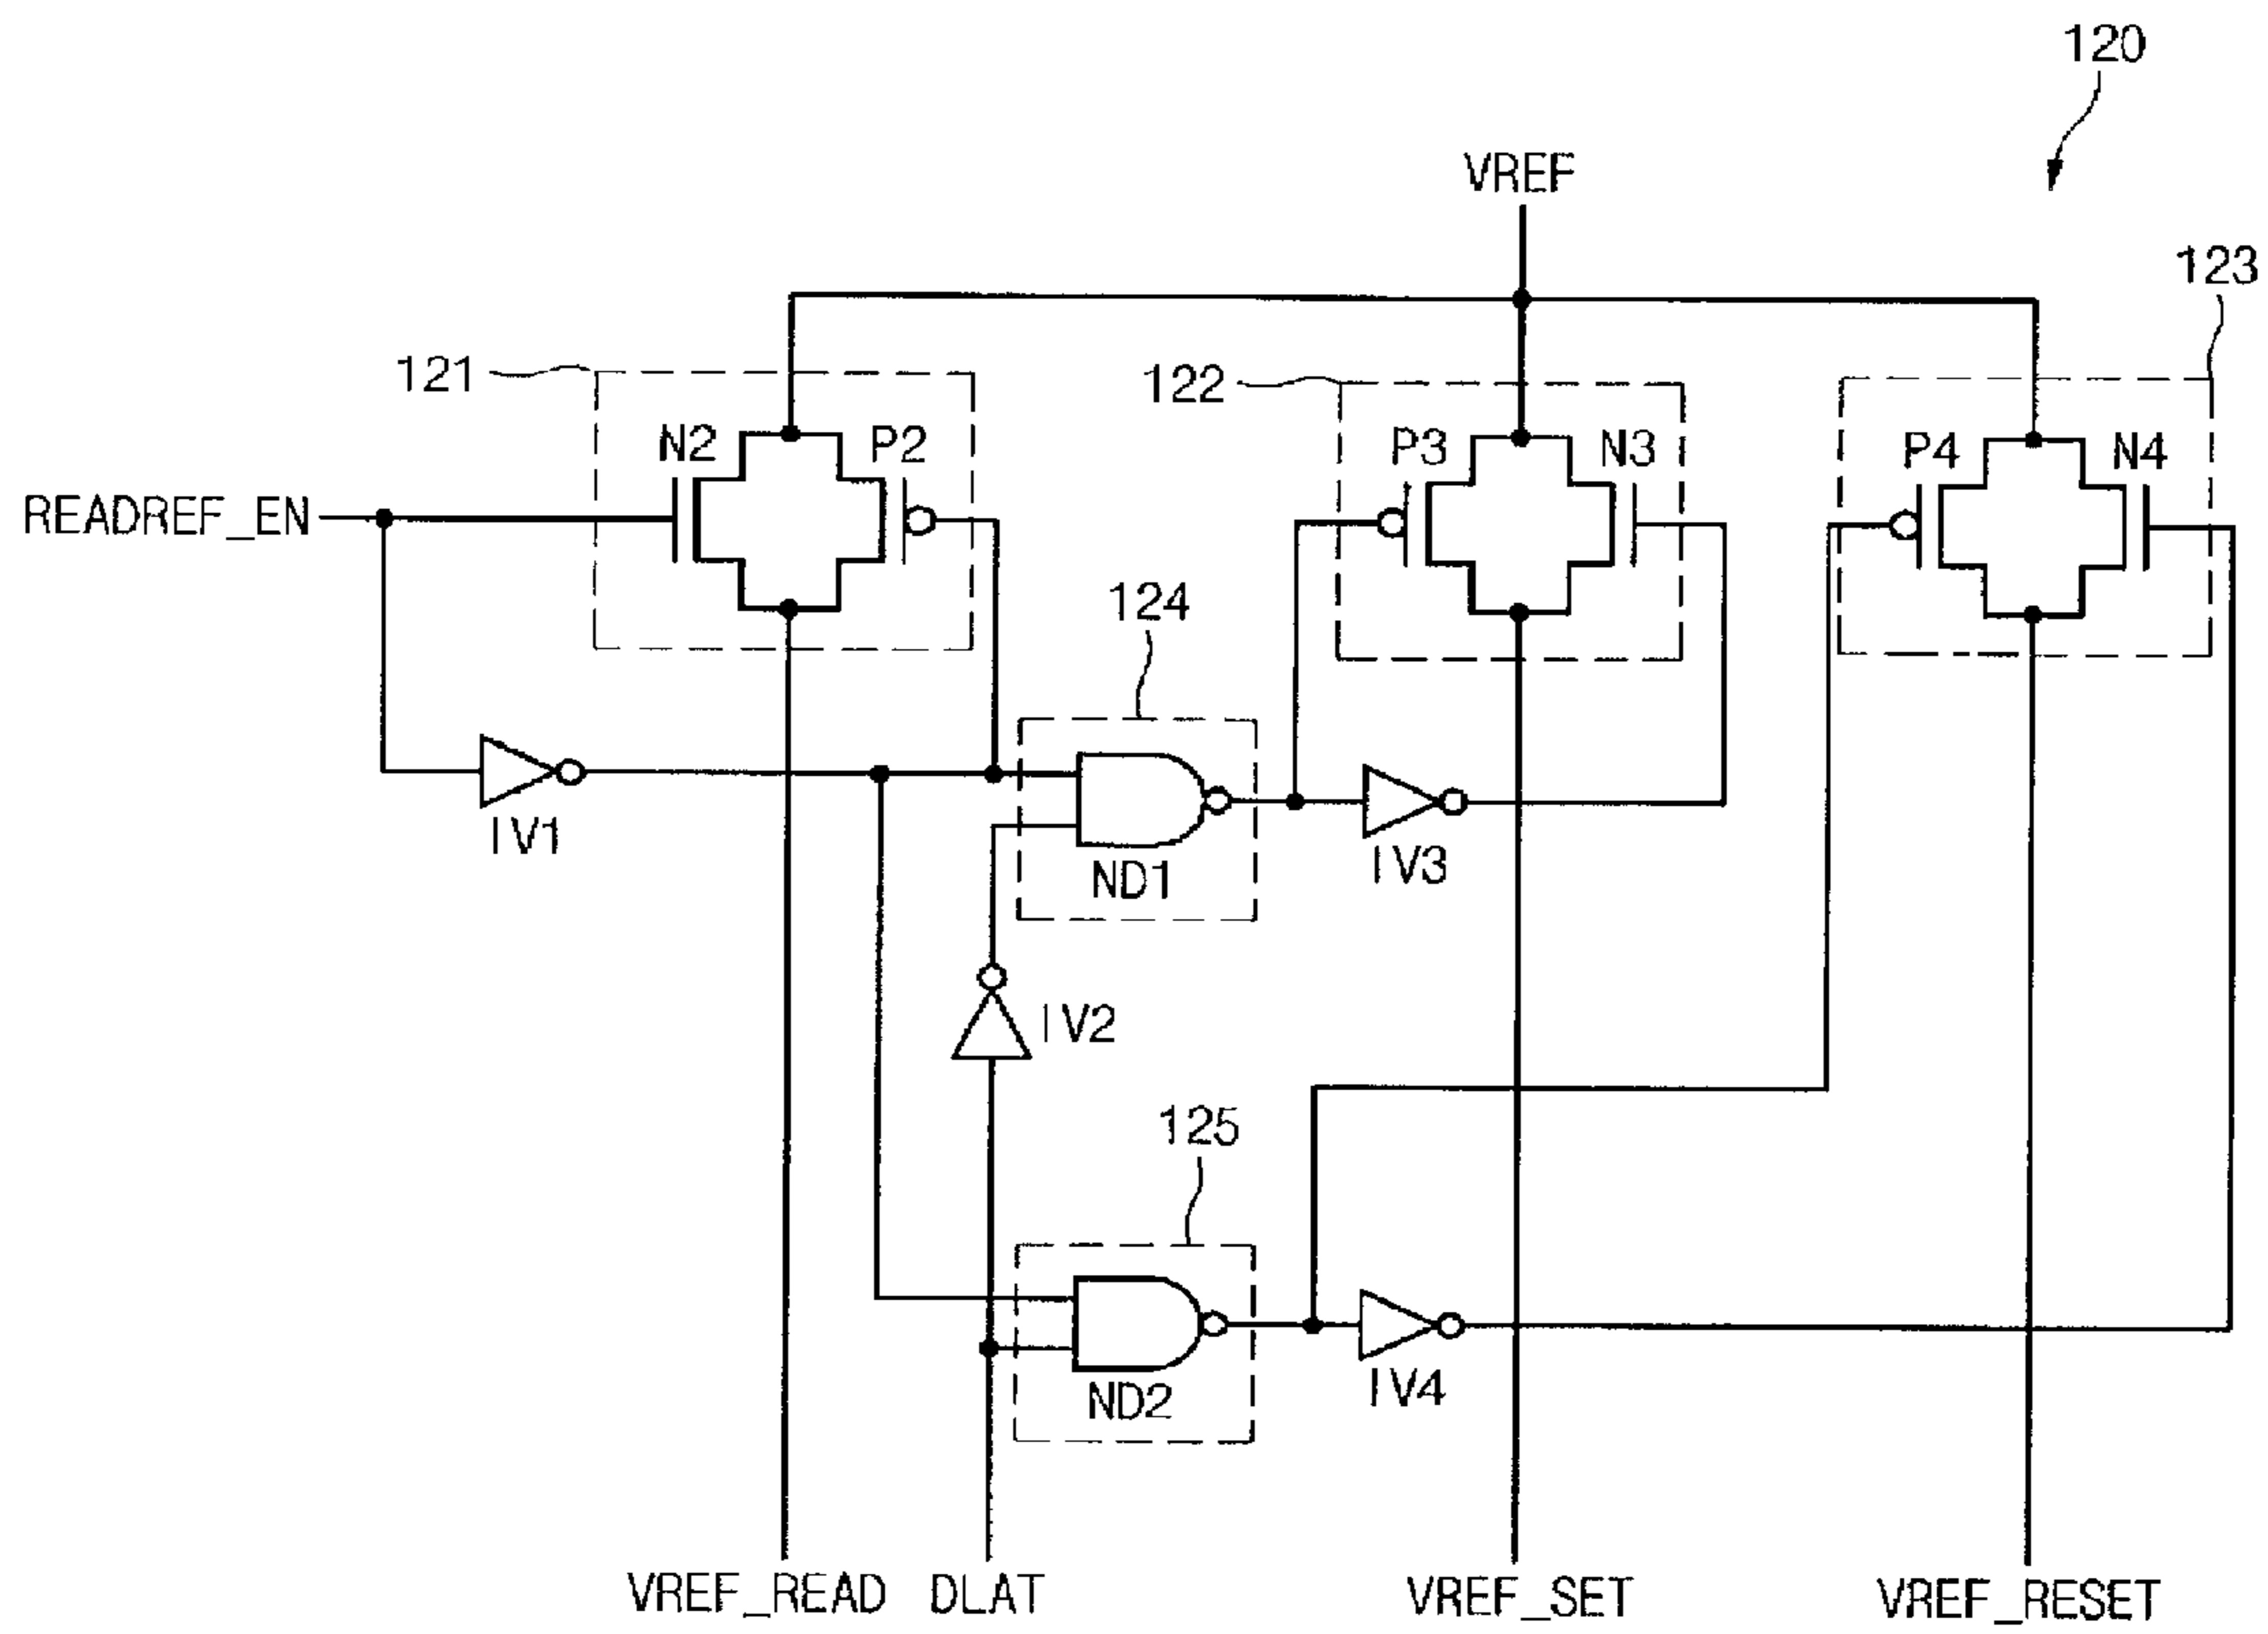 120
VREF
123
121
122
N2
P2
P3
N3
P4
N4
READREF_EN
124
IV1
ND1
IV3
IV2
125
ND2
IV4
VREF_READ
DLAT
VREF_SET
VREF_RESET